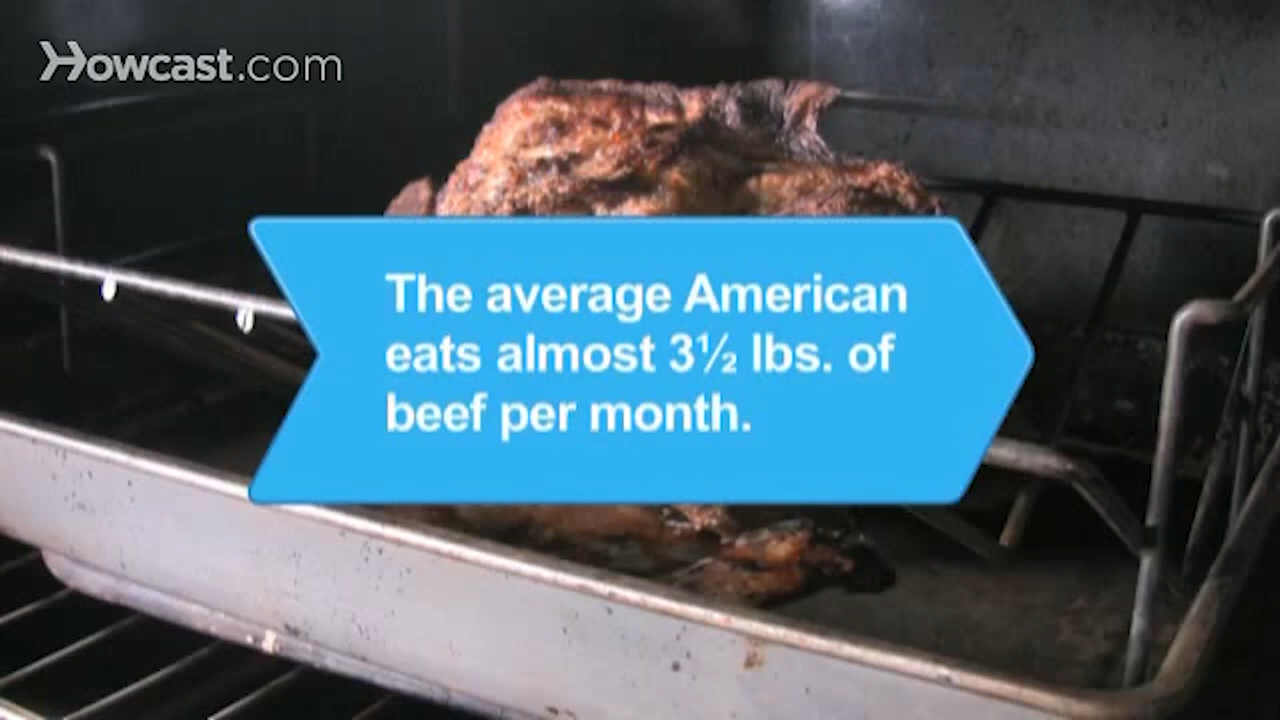 Howcast.com
The average American
eats almost 3½ lbs. of
beef per month.